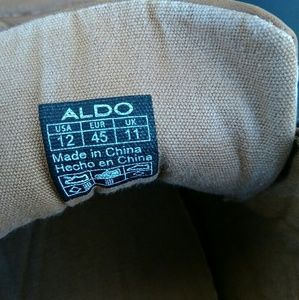 ALDO
USA EUR UK
12 45 11
Made in China
Hecho en China